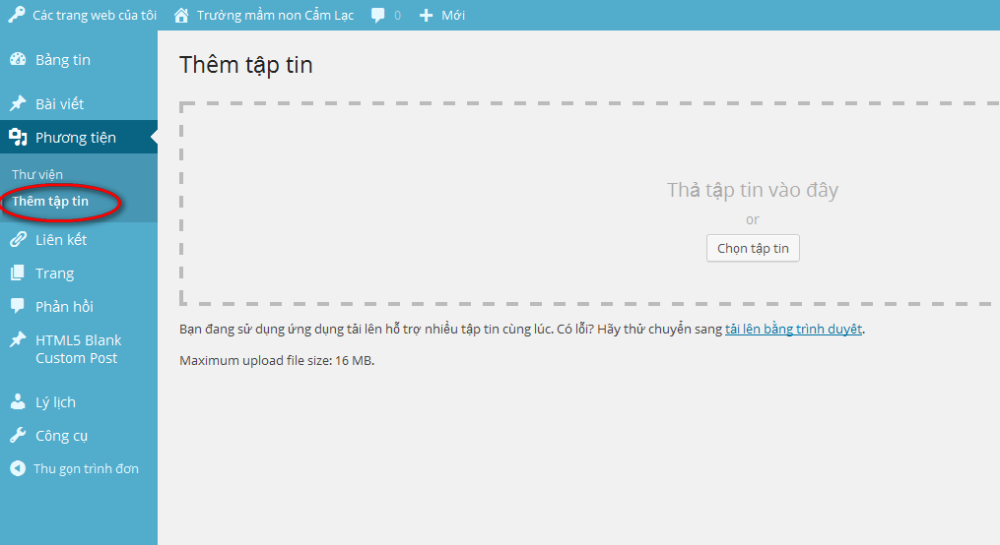 Các trang web của tôi Trường mầm non Cẩm Lạc 0 Mới
Bảng tin
Bài viết
Phương tiện
Thư viện
Thêm tập tin
Liên kết
Trang
Phản hồi
HTML5 Blank
Custom Post
Lý lịch
Công cụ
Thu gọn trình đơn
Thêm tập tin
Thả tập tin vào đây
or
Chọn tập tin
Bạn đang sử dụng ứng dụng tải lên hỗ trợ nhiều tập tin cùng lúc. Có lỗi? Hãy thử chuyển sang tải lên bằng trình duyệt.
Maximum upload file size: 16 MB.